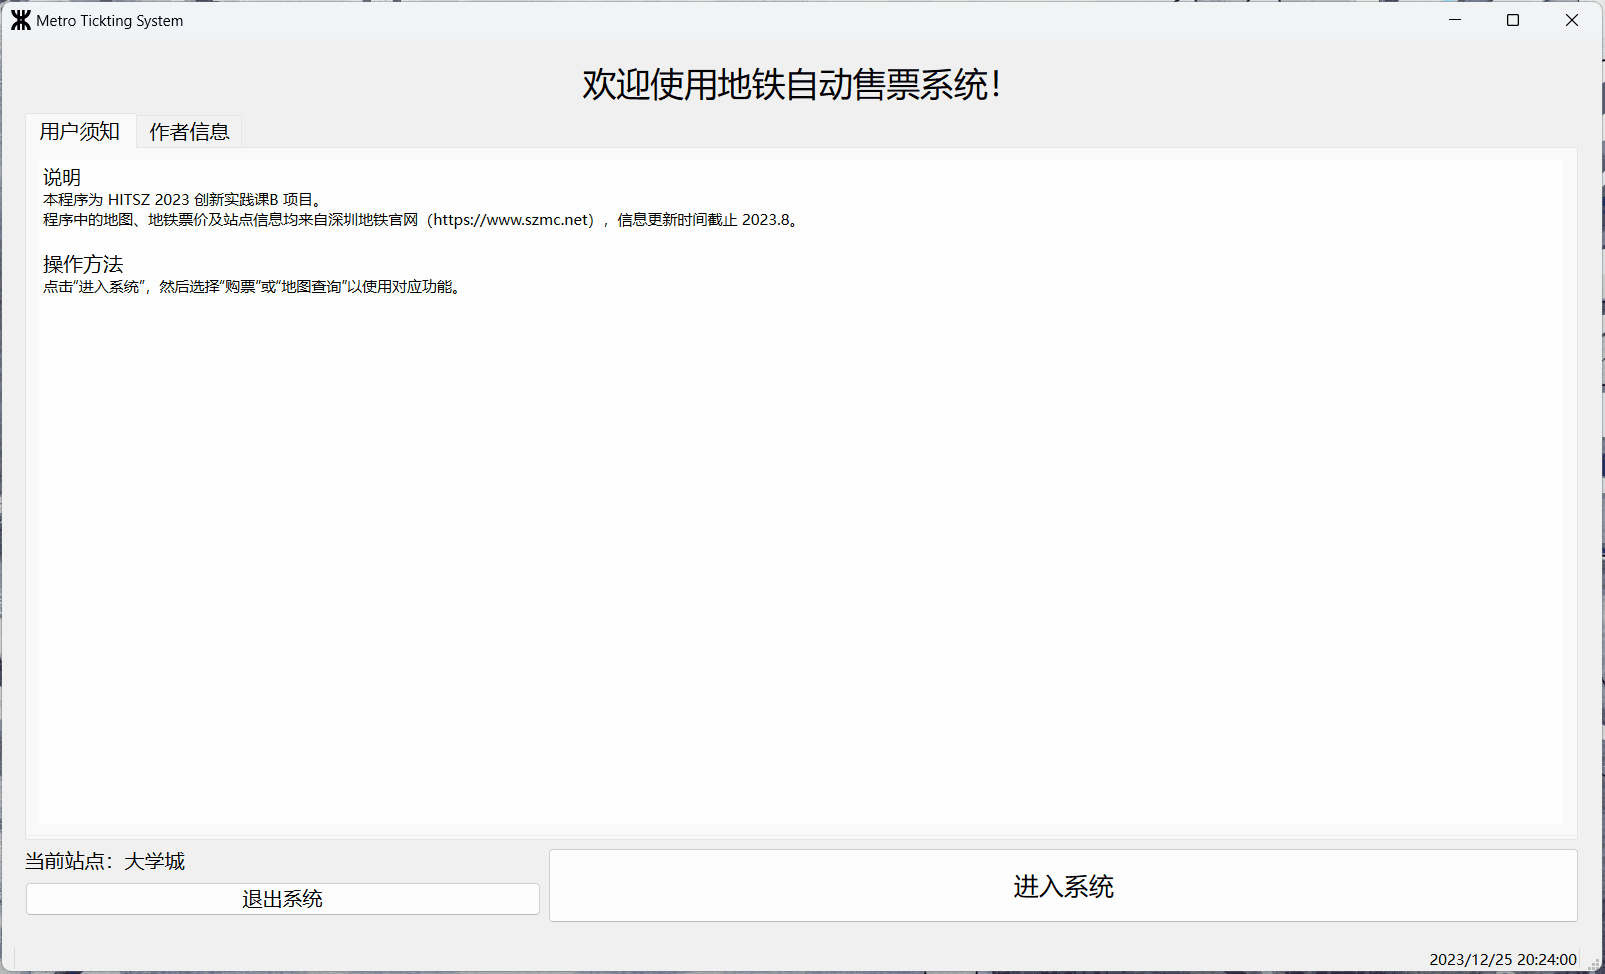 Metro Tickting System
欢迎使用地铁自动售票系统！
用户须知
作者信息
说明
本程序为 HITSZ 2023 创新实践课B 项目。
程序中的地图、地铁票价及站点信息均来自深圳地铁官网（https://www.szmc.net），信息更新时间截止 2023.8。
操作方法
点击“进入系统”，然后选择“购票”或“地图查询”以使用对应功能。
当前站点：大学城
退出系统
进入系统
2023/12/25 20:24:00